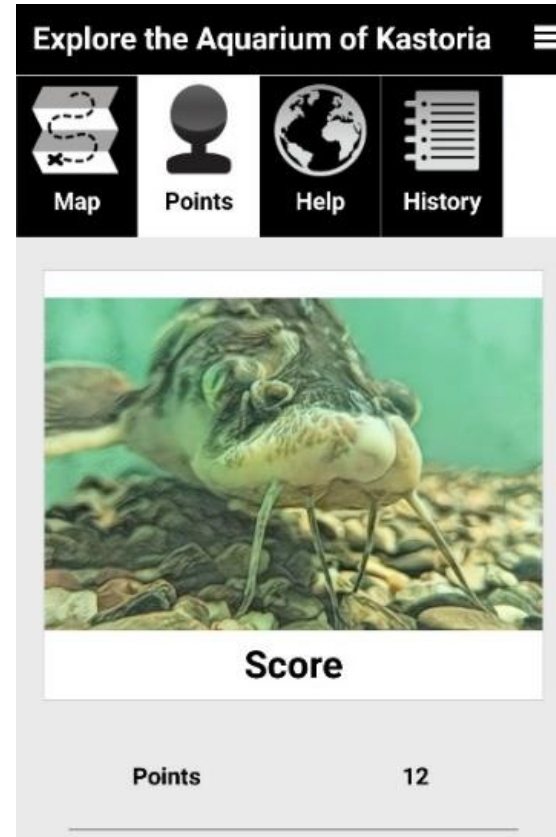 Explore the Aquarium of Kastoria
Map Points Help History
Score
Points 12